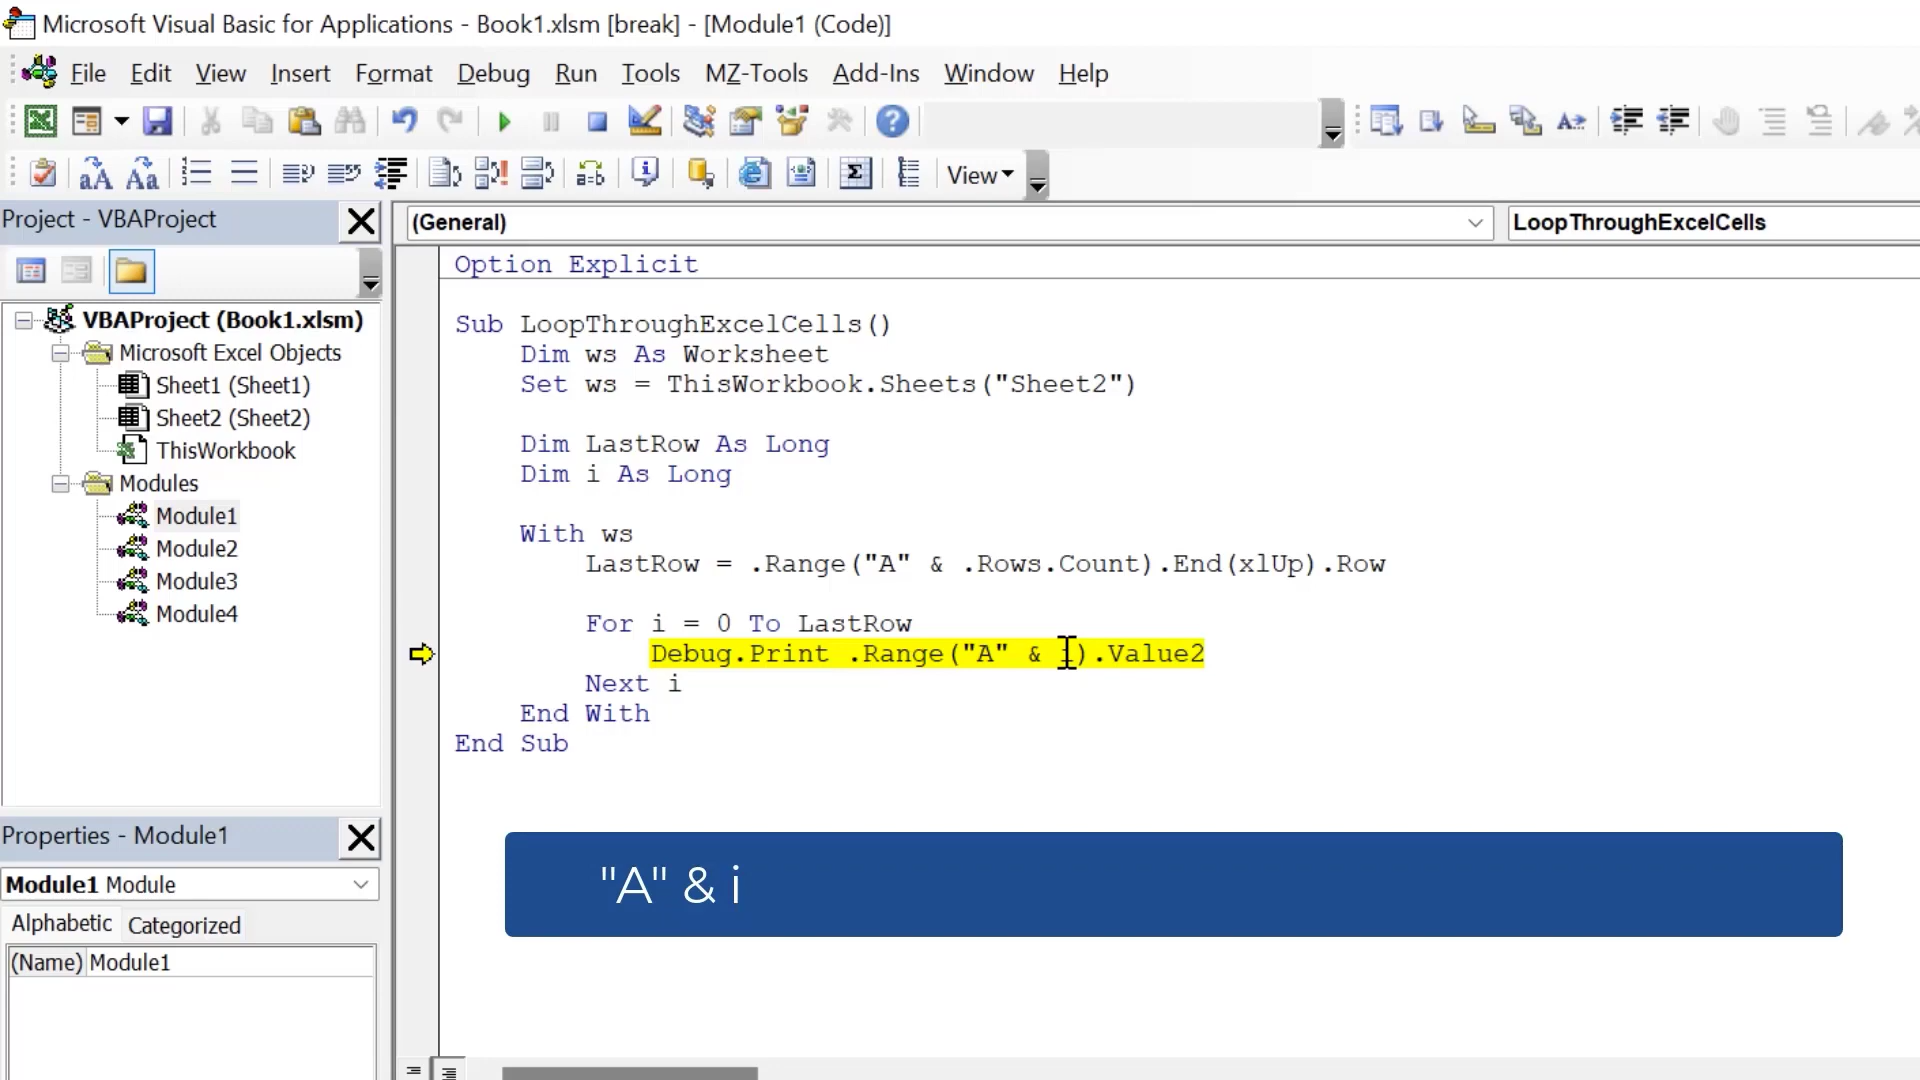 Microsoft Visual Basic for Applications - Book1.xlsm [break] - [Module1 (Code)]
File Edit View Insert Format Debug Run Tools MZ-Tools Add-Ins Window Help
View
Project - VBAProject
(General)
LoopThroughExcelCells
VBAProject (Book1.xlsm)
Microsoft Excel Objects
Sheet1 (Sheet1)
Sheet2 (Sheet2)
ThisWorkbook
Modules
Module1
Module2
Module3
Module4
Option Explicit
Sub LoopThroughExcelCells()
Dim ws As Worksheet
Set ws = ThisWorkbook.Sheets("Sheet2")
Dim LastRow As Long
Dim i As Long
With ws
LastRow = .Range("A" & .Rows.Count).End(xlUp).Row
For i = 0 To LastRow
Debug.Print .Range("A" & i).Value2
Next i
End With
End Sub
"A" & i
Properties - Module1
Module1 Module
Alphabetic Categorized
(Name) Module1